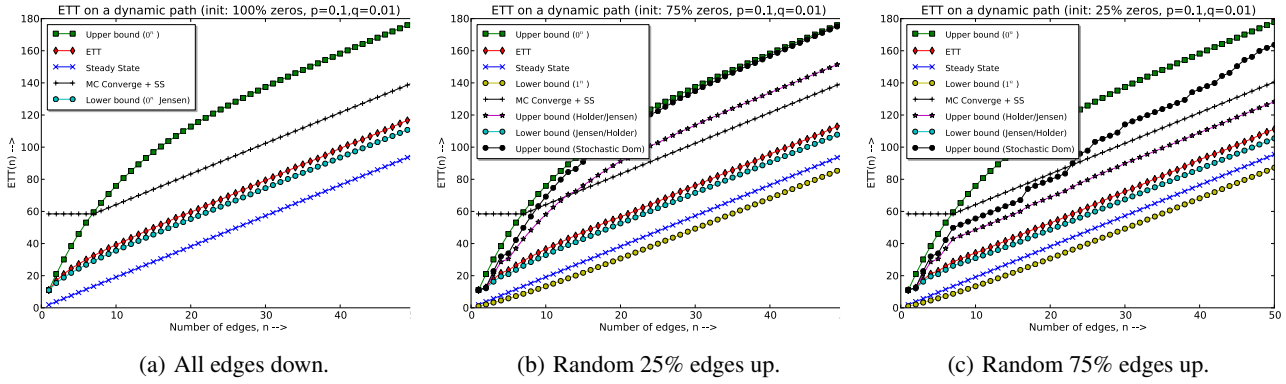 ETT on a dynamic path (init: 100% zeros, p=0.1,q=0.01)
180
160
140
120
100
80
60
40
20
0
ETT(n) -->
Upper bound (0ⁿ )
ETT
Steady State
MC Converge + SS
Lower bound (0ⁿ Jensen)
0 10 20 30 40
Number of edges, n -->
(a) All edges down.
ETT on a dynamic path (init: 75% zeros, p=0.1,q=0.01)
180
160
140
120
100
80
60
40
20
0
ETT(n) -->
Upper bound (0ⁿ )
ETT
Steady State
Lower bound (1ⁿ )
MC Converge + SS
Upper bound (Holder/Jensen)
Lower bound (Jensen/Holder)
Upper bound (Stochastic Dom)
0 10 20 30 40
Number of edges, n -->
(b) Random 25% edges up.
ETT on a dynamic path (init: 25% zeros, p=0.1,q=0.01)
180
160
140
120
100
80
60
40
20
0
ETT(n) -->
Upper bound (0ⁿ )
ETT
Steady State
Lower bound (1ⁿ )
MC Converge + SS
Upper bound (Holder/Jensen)
Lower bound (Jensen/Holder)
Upper bound (Stochastic Dom)
0 10 20 30 40 50
Number of edges, n -->
(c) Random 75% edges up.